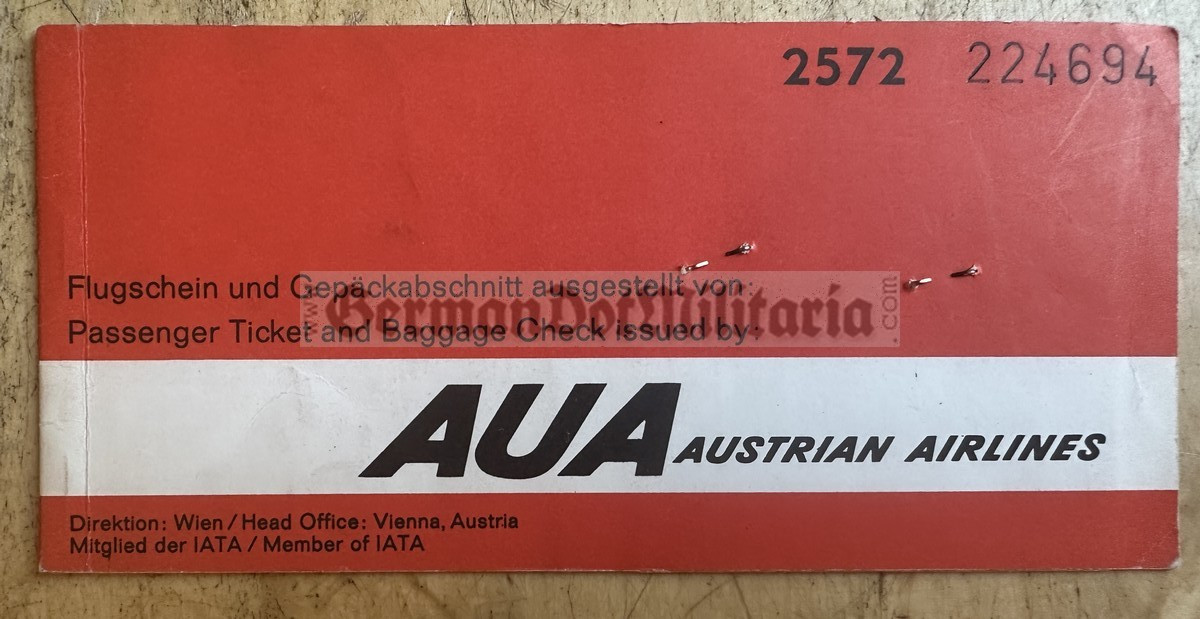 2572 224694
Flugschein und Gepäckabschnitt ausgestellt von:
Passenger Ticket and Baggage Check issued by:
www.GermanDotMilitaria.com
AUA AUSTRIAN AIRLINES
Direktion: Wien / Head Office: Vienna, Austria
Mitglied der IATA / Member of IATA